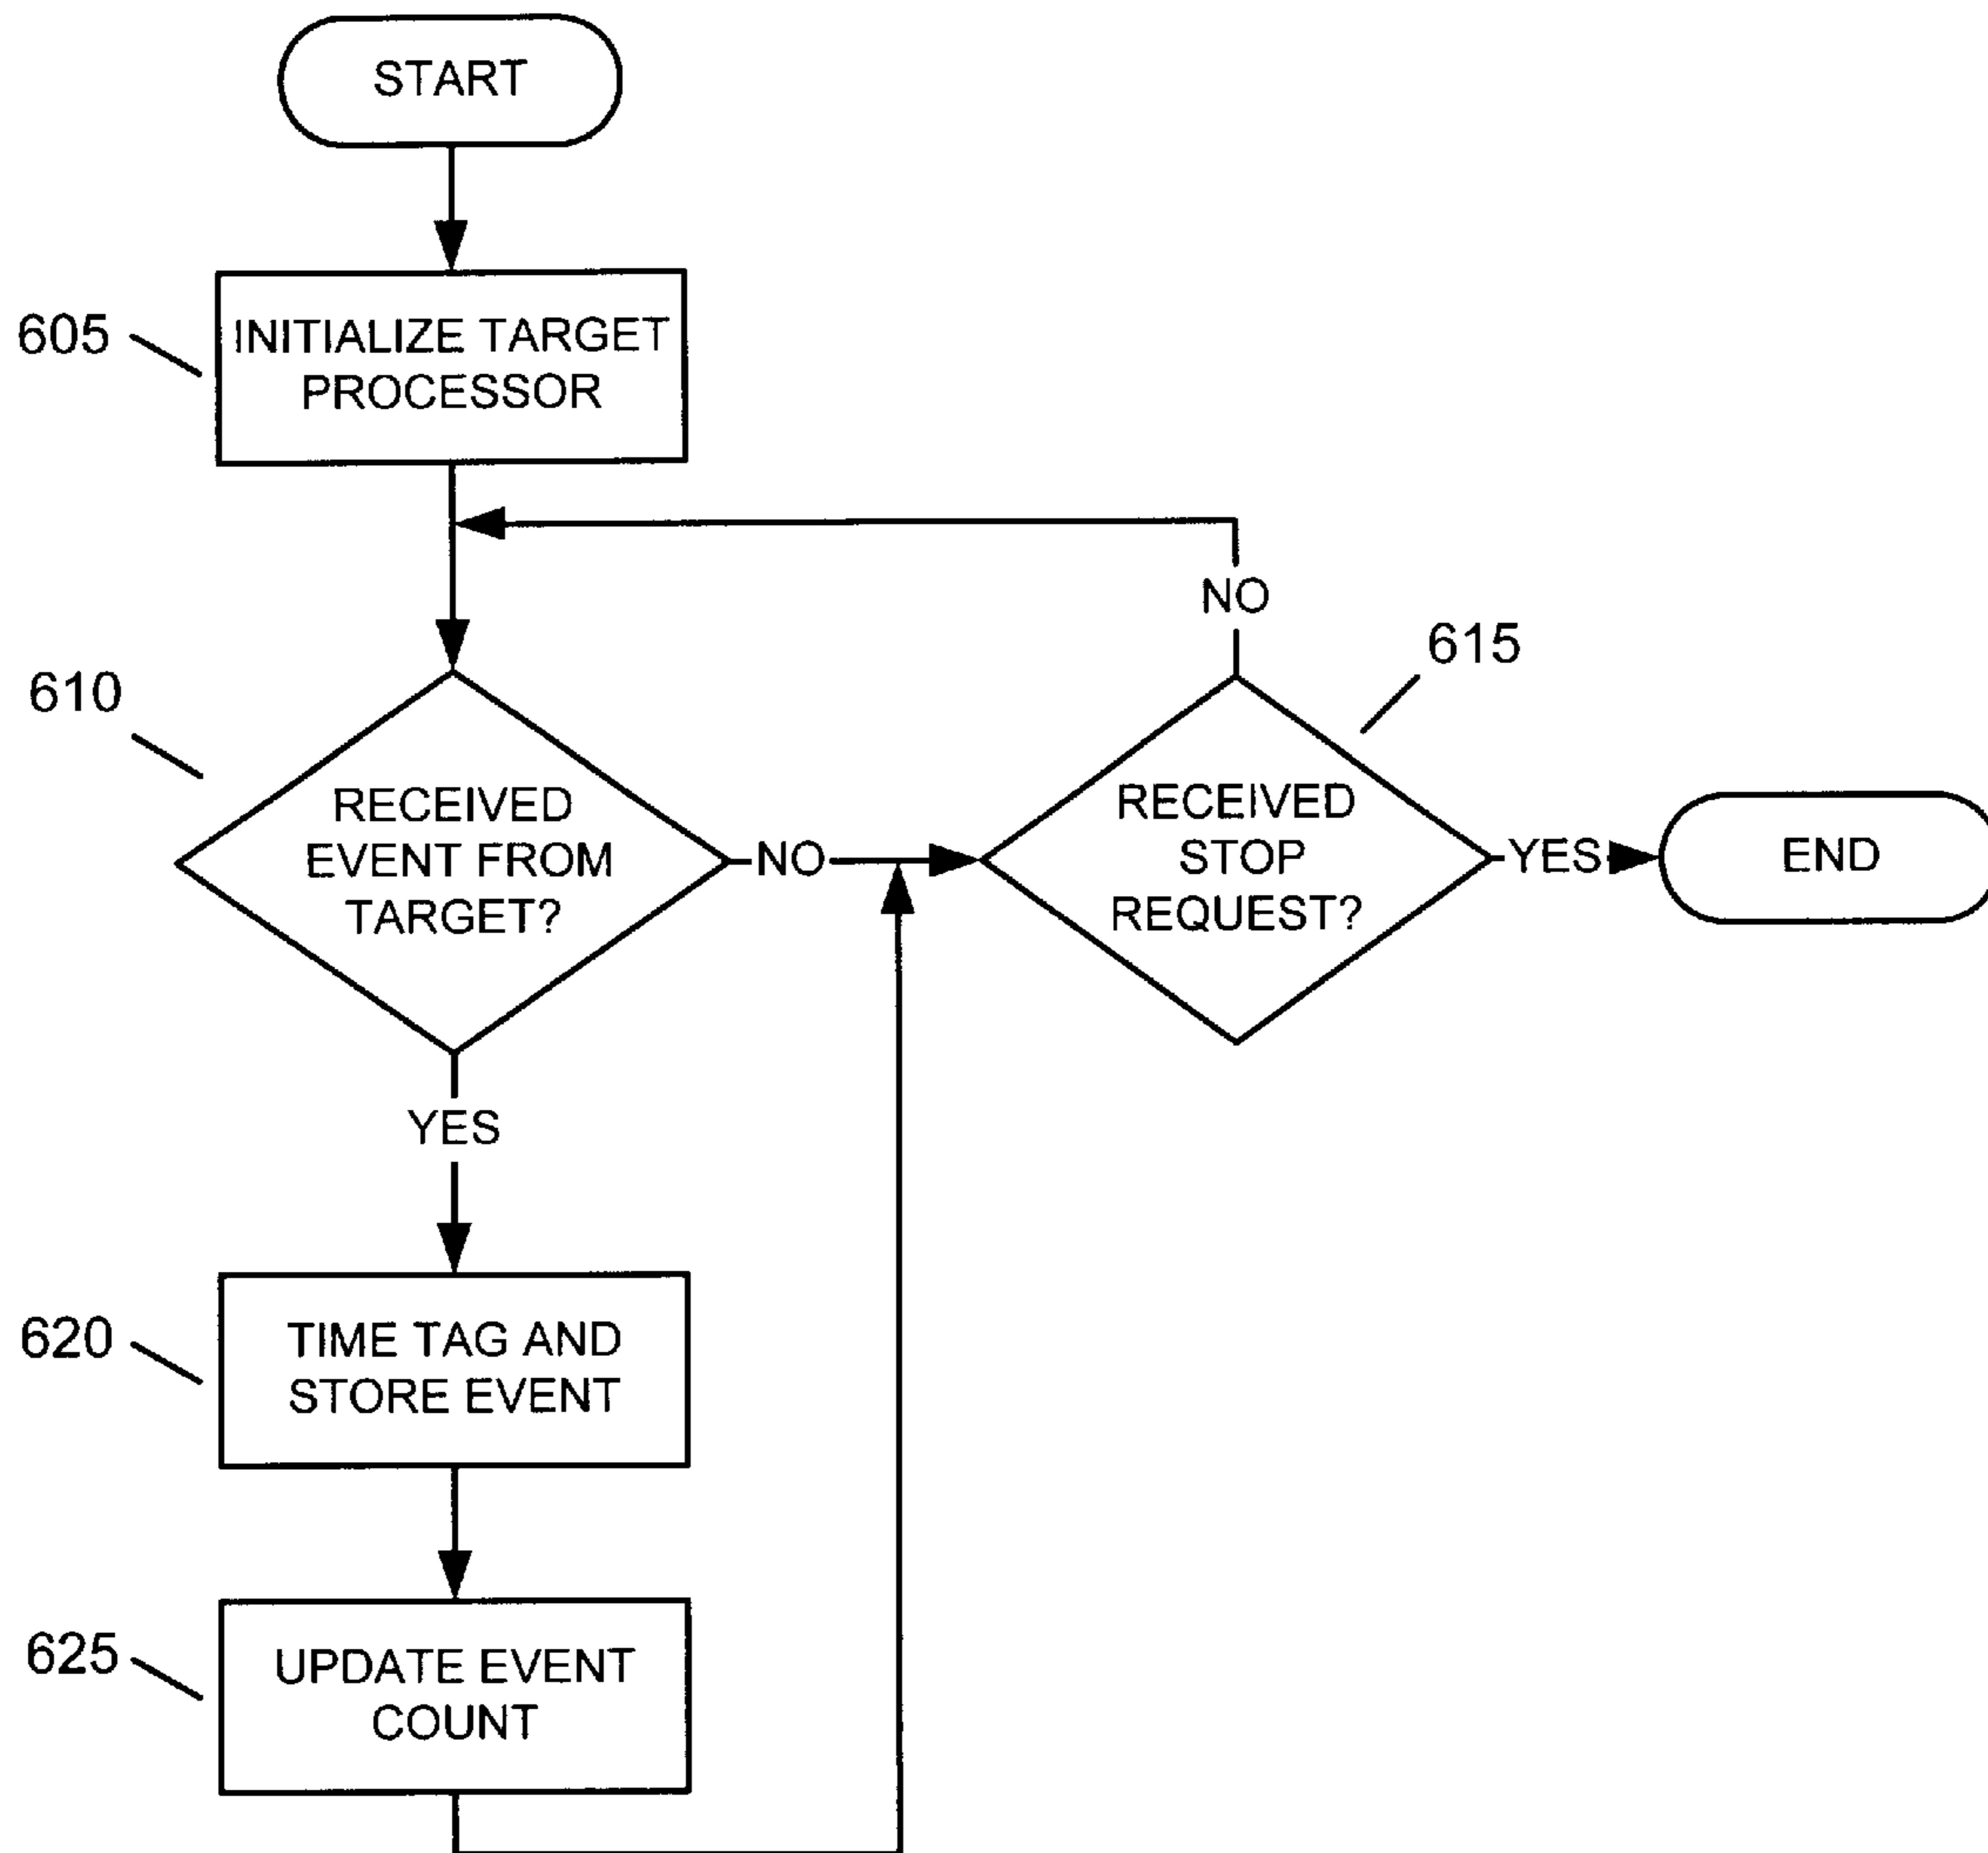 START
605
INITIALIZE TARGET
PROCESSOR
NO
615
610
RECEIVED
EVENT FROM
TARGET?
NO
RECEIVED
STOP
REQUEST?
YES
END
YES
620
TIME TAG AND
STORE EVENT
625
UPDATE EVENT
COUNT